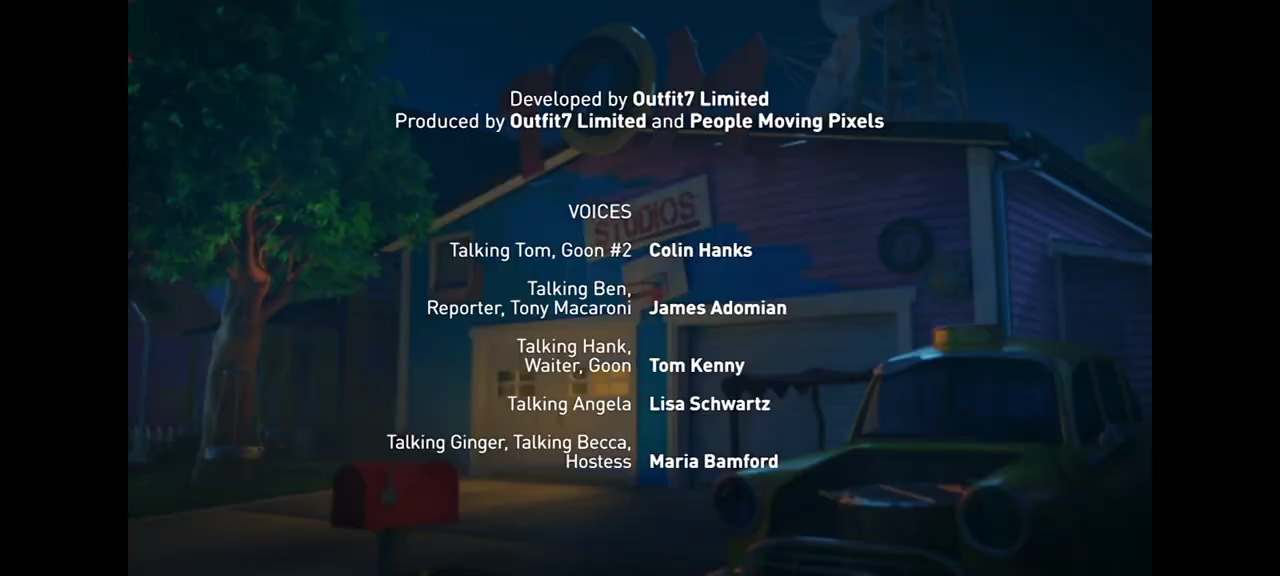 TOM
Developed by Outfit7 Limited
Produced by Outfit7 Limited and People Moving Pixels
VOICES
STUDIOS
Talking Tom, Goon #2 Colin Hanks
Talking Ben,
Reporter, Tony Macaroni James Adomian
Talking Hank,
Waiter, Goon Tom Kenny
Talking Angela Lisa Schwartz
Talking Ginger, Talking Becca,
Hostess Maria Bamford